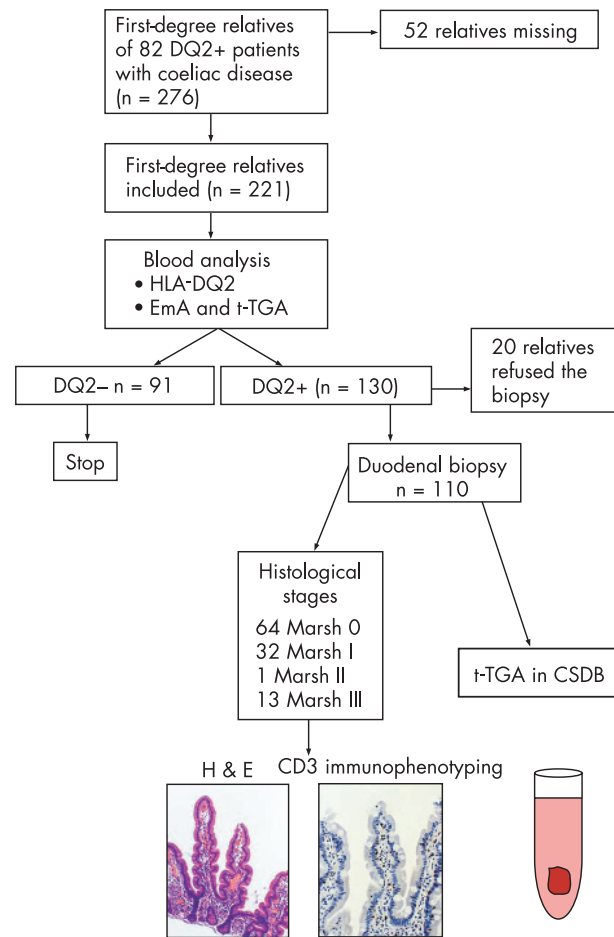 First-degree relatives
of 82 DQ2+ patients
with coeliac disease
(n = 276)
52 relatives missing
First-degree relatives
included (n = 221)
Blood analysis
• HLA-DQ2
• EmA and t-TGA
DQ2– n = 91
DQ2+ (n = 130)
20 relatives
refused the
biopsy
Stop
Duodenal biopsy
n = 110
Histological
stages
64 Marsh 0
32 Marsh I
1 Marsh II
13 Marsh III
t-TGA in CSDB
H & E
CD3 immunophenotyping